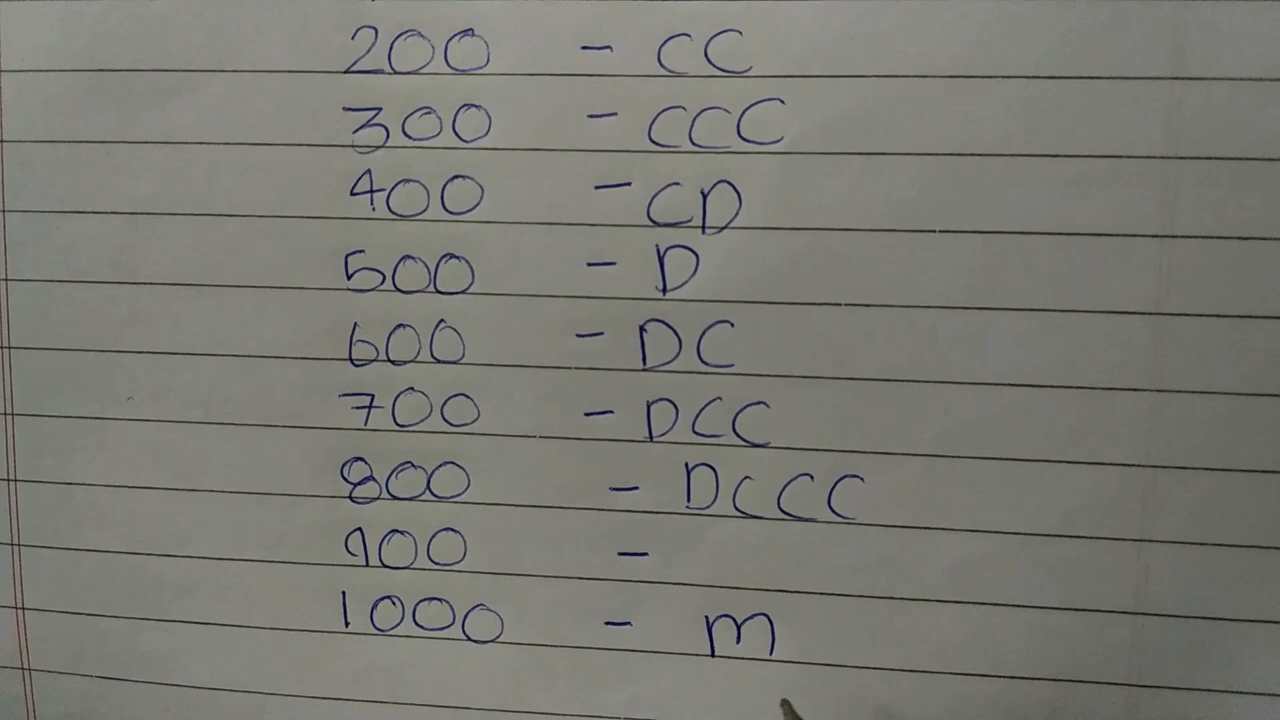 200 - CC
300 - CCC
400 - CD
500 - D
600 - DC
700 - DCC
800 - DCCC
900 -
1000 - m